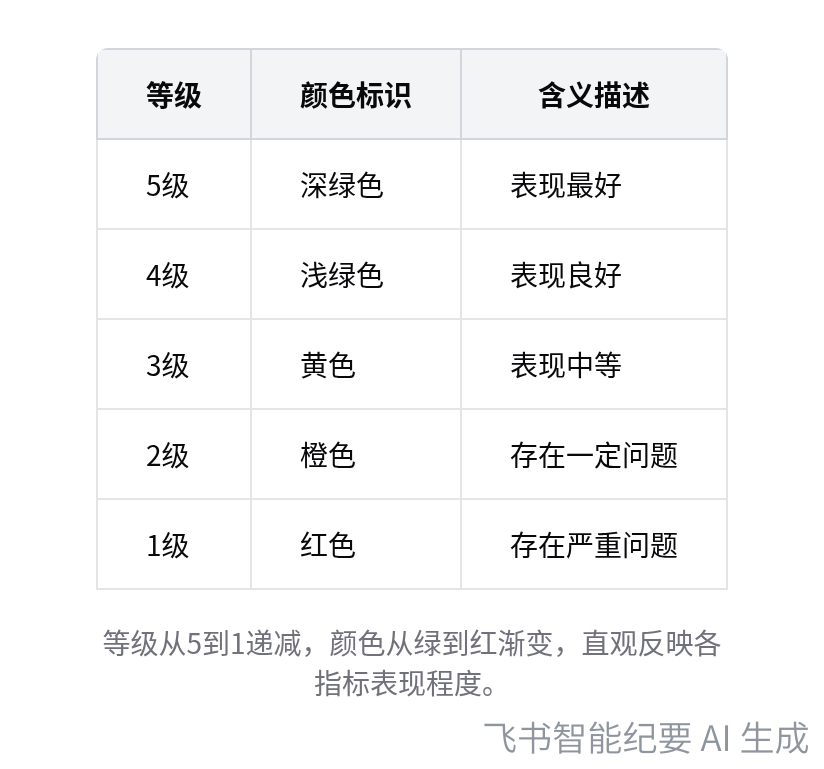 等级 颜色标识 含义描述
5级 深绿色 表现最好
4级 浅绿色 表现良好
3级 黄色 表现中等
2级 橙色 存在一定问题
1级 红色 存在严重问题
等级从5到1递减，颜色从绿到红渐变，直观反映各
指标表现程度。
飞书智能纪要 AI 生成